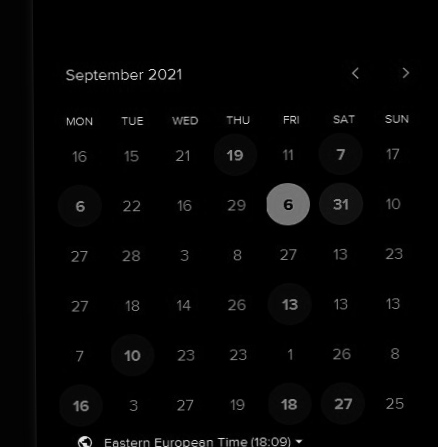 September 2021
MON TUE WED THU FRI SAT SUN
16 15 21 19 11 7 17
6 22 16 29 6 31 10
27 28 3 8 27 13 23
27 18 14 26 13 13 13
7 10 23 23 1 26 8
16 3 27 19 18 27 25
Eastern European Time (18:09)